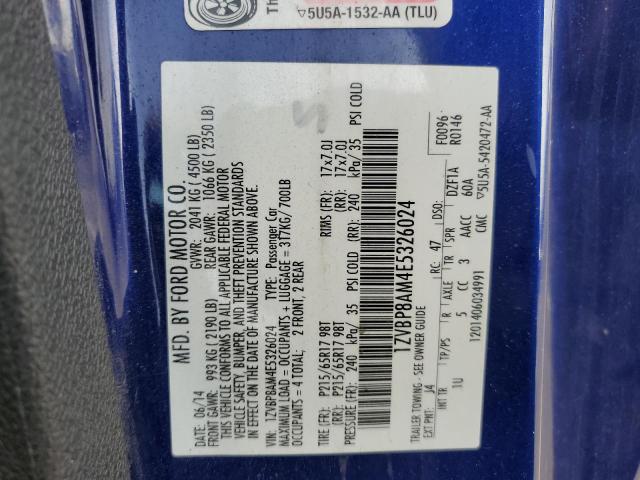 Th
▽5U5A-1532-AA (TLU)
MFD. BY FORD MOTOR CO.
DATE: 06/14 GVWR: 2041 KG ( 4500 LB)
FRONT GAWR: 993 KG ( 2190 LB) REAR GAWR: 1066 KG ( 2350 LB)
THIS VEHICLE CONFORMS TO ALL APPLICABLE FEDERAL MOTOR
VEHICLE SAFETY, BUMPER, AND THEFT PREVENTION STANDARDS
IN EFFECT ON THE DATE OF MANUFACTURE SHOWN ABOVE.
VIN: 1ZVBP8AM4E5326024 TYPE: Passenger Car
MAXIMUM LOAD = OCCUPANTS + LUGGAGE = 317KG/ 700LB
OCCUPANTS = 4 TOTAL; 2 FRONT, 2 REAR
TIRE (FR): P215/65R17 98T RIMS (FR): 17x7.0J
(RR): P215/65R17 98T (RR): 17x7.0J
PRESSURE (FR): 240 kPa/ 35 PSI COLD (RR): 240 kPa/ 35 PSI COLD
1ZVBP8AM4E5326024
TRAILER TOWING - SEE OWNER GUIDE F0096
EXT PNT: J4 RC: 47 DSO: DZF1A R0146
INT TR TP/PS R AXLE TR SPR
1U 5 CC 3 AACC 60A
1201406034991 CMC ▽5U5A-5420472-AA